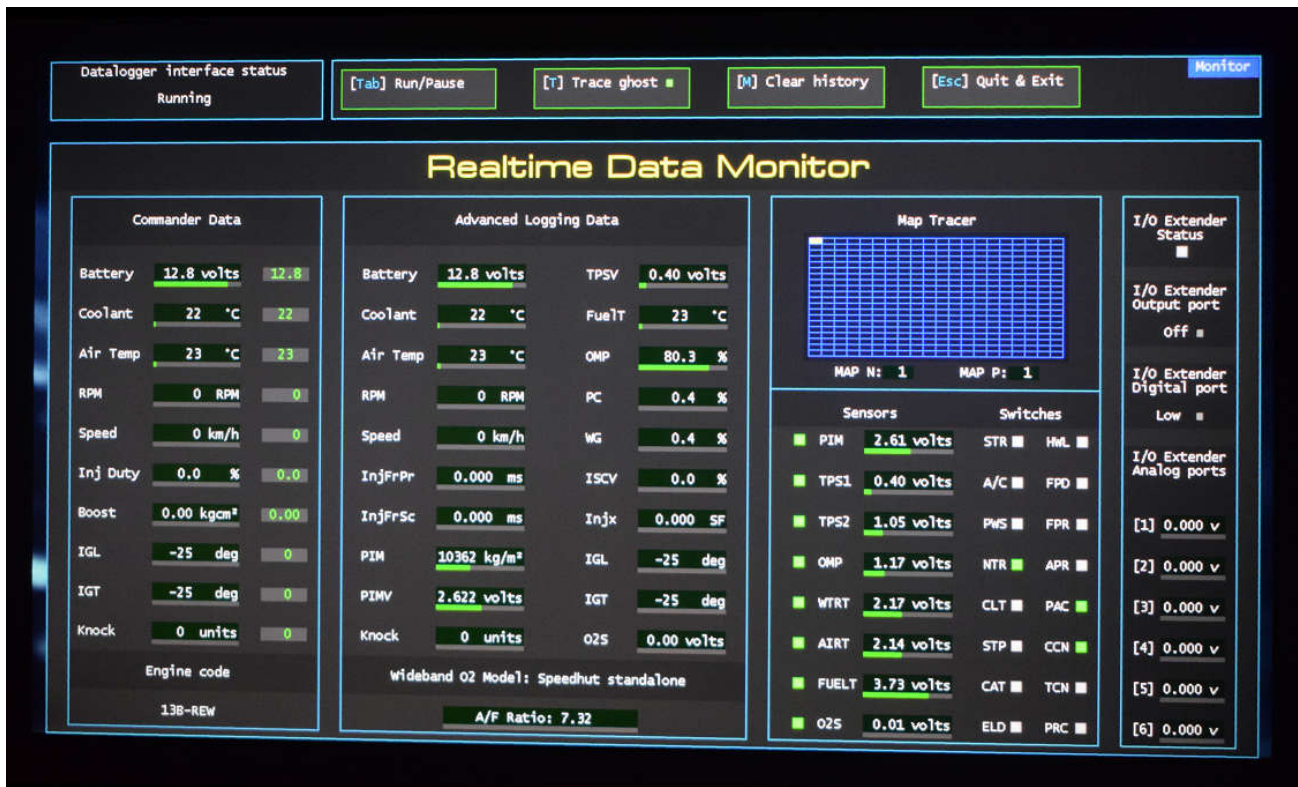 Datalogger interface status
Running
[Tab] Run/Pause
[T] Trace ghost
[M] Clear history
[Esc] Quit & Exit
Monitor
Realtime Data Monitor
Commander Data
Battery 12.8 volts 12.8
Coolant 22 °C 22
Air Temp 23 °C 23
RPM 0 RPM 0
Speed 0 km/h 0
Inj Duty 0.0 % 0.0
Boost 0.00 kgcm² 0.00
IGL -25 deg 0
IGT -25 deg 0
Knock 0 units 0
Engine code
13B-REW
Advanced Logging Data
Battery 12.8 volts TPSV 0.40 volts
Coolant 22 °C FuelT 23 °C
Air Temp 23 °C OMP 80.3 %
RPM 0 RPM PC 0.4 %
Speed 0 km/h WG 0.4 %
InjFrPr 0.000 ms ISCV 0.0 %
InjFrSc 0.000 ms Injx 0.000 SF
PIM 10362 kg/m² IGL -25 deg
PIMV 2.622 volts IGT -25 deg
Knock 0 units O2S 0.00 volts
Wideband O2 Model: Speedhut standalone
A/F Ratio: 7.32
Map Tracer
MAP N: 1 MAP P: 1
Sensors Switches
PIM 2.61 volts STR HWL
TPS1 0.40 volts A/C FPD
TPS2 1.05 volts PWS FPR
OMP 1.17 volts NTR APR
WTRT 2.17 volts CLT PAC
AIRT 2.14 volts STP CCN
FUELT 3.73 volts CAT TCN
O2S 0.01 volts ELD PRC
I/O Extender
Status
I/O Extender
Output port
Off
I/O Extender
Digital port
Low
I/O Extender
Analog ports
[1] 0.000 v
[2] 0.000 v
[3] 0.000 v
[4] 0.000 v
[5] 0.000 v
[6] 0.000 v